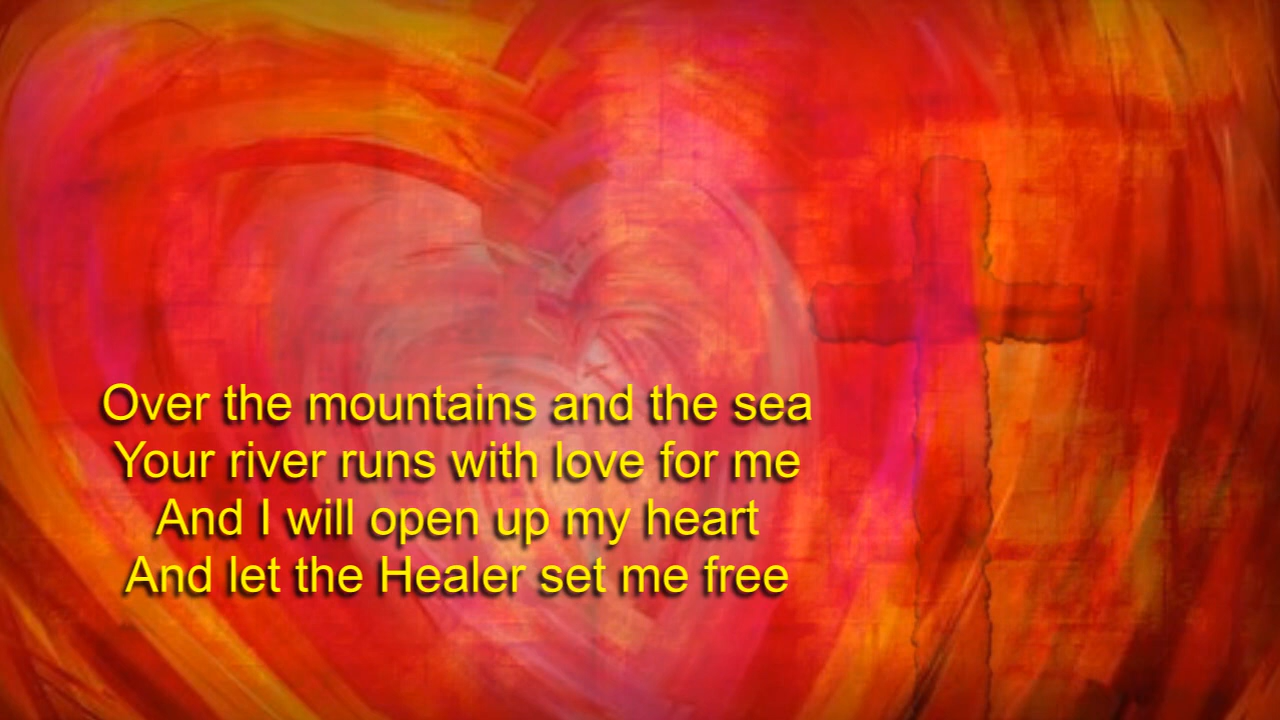 Over the mountains and the sea
Your river runs with love for me
And I will open up my heart
And let the Healer set me free